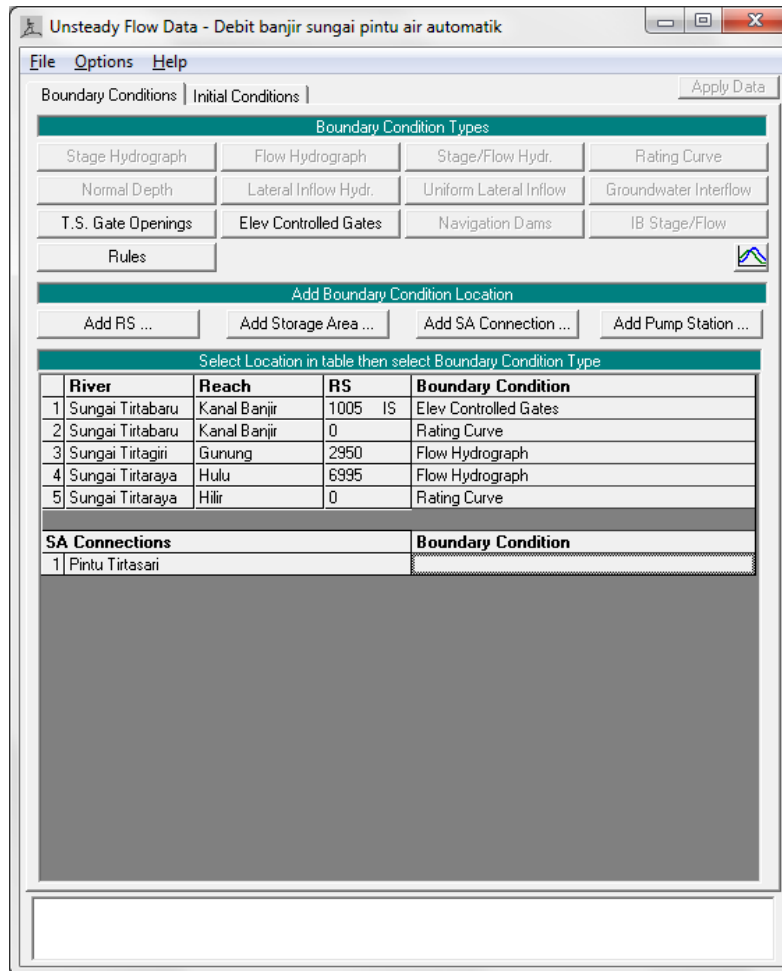 Unsteady Flow Data - Debit banjir sungai pintu air automatik
File Options Help
Boundary Conditions Initial Conditions Apply Data
Boundary Condition Types
Stage Hydrograph Flow Hydrograph Stage/Flow Hydr. Rating Curve
Normal Depth Lateral Inflow Hydr. Uniform Lateral Inflow Groundwater Interflow
T.S. Gate Openings Elev Controlled Gates Navigation Dams IB Stage/Flow
Rules
Add Boundary Condition Location
Add RS ... Add Storage Area ... Add SA Connection ... Add Pump Station ...
Select Location in table then select Boundary Condition Type
River Reach RS Boundary Condition
1 Sungai Tirtabaru Kanal Banjir 1005 IS Elev Controlled Gates
2 Sungai Tirtabaru Kanal Banjir 0 Rating Curve
3 Sungai Tirtagiri Gunung 2950 Flow Hydrograph
4 Sungai Tirtaraya Hulu 6995 Flow Hydrograph
5 Sungai Tirtaraya Hilir 0 Rating Curve
SA Connections Boundary Condition
1 Pintu Tirtasari